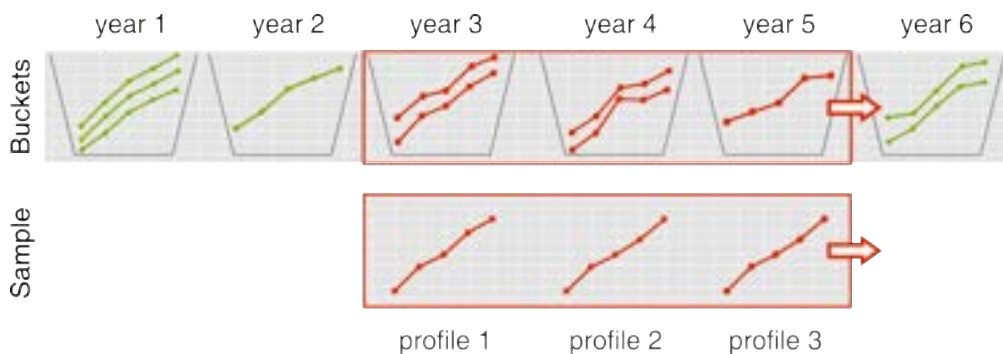 year 1 year 2 year 3 year 4 year 5 year 6
Buckets
Sample
profile 1 profile 2 profile 3